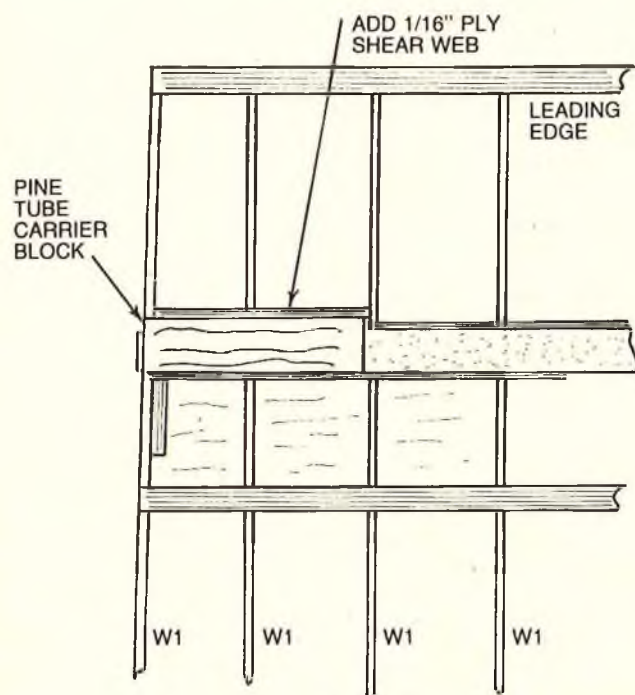 ADD 1/16" PLY
SHEAR WEB
LEADING
EDGE
PINE
TUBE
CARRIER
BLOCK
W1 W1 W1 W1